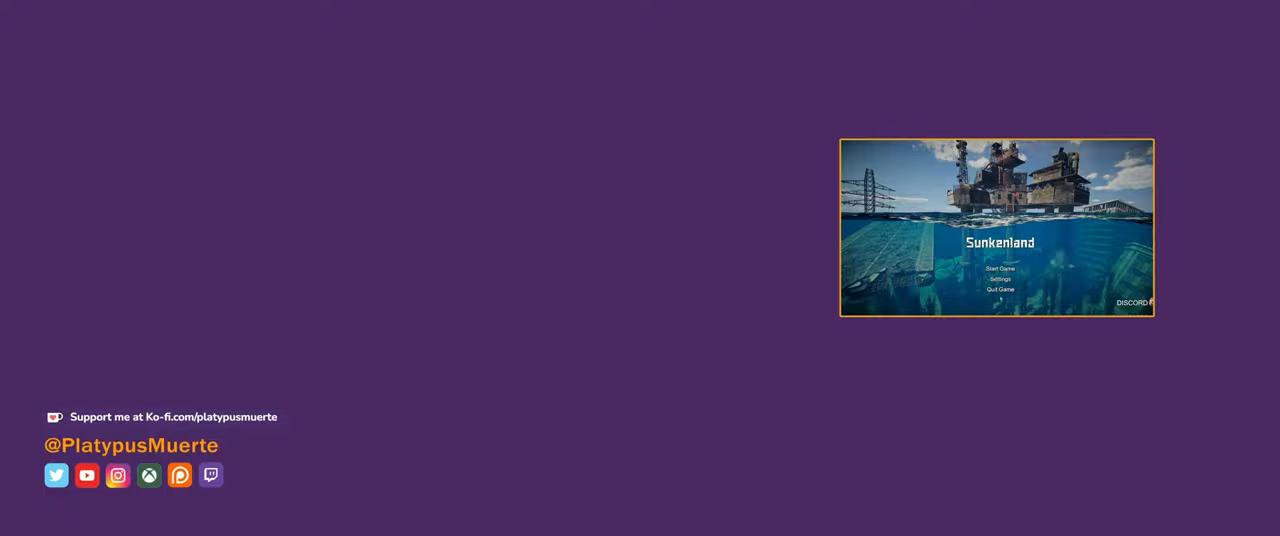 Sunkenland
Start Game
Settings
Quit Game
DISCORD
Support me at Ko-fi.com/platypusmuerte
@PlatypusMuerte